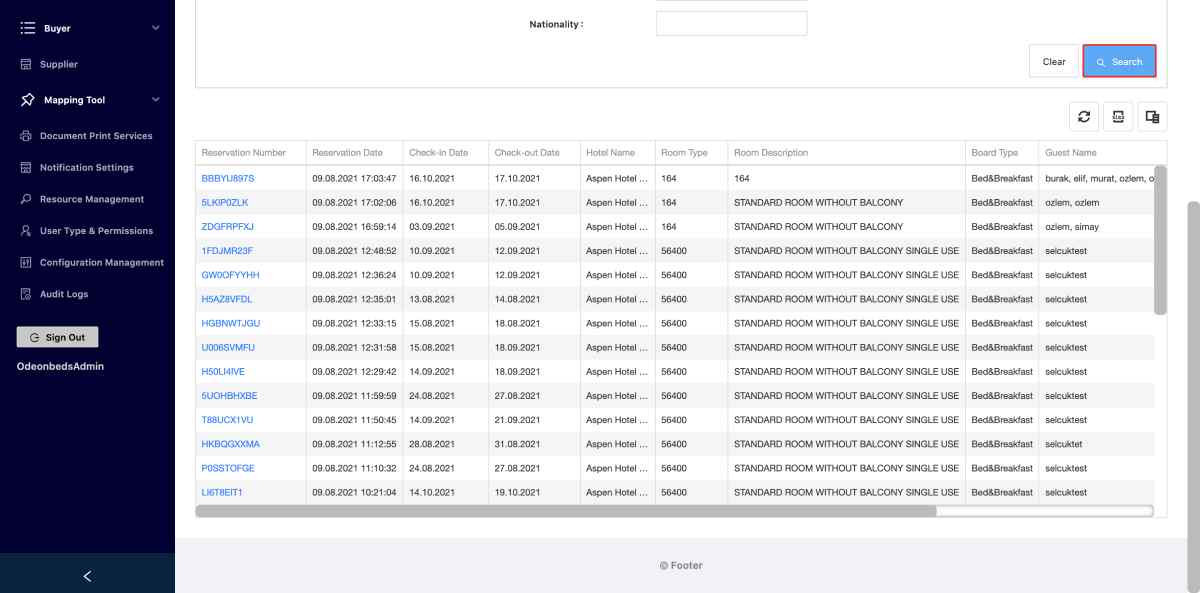 Buyer
Supplier
Mapping Tool
Document Print Services
Notification Settings
Resource Management
User Type & Permissions
Configuration Management
Audit Logs
Sign Out
OdeonbedsAdmin
Nationality :
Clear Search
Reservation Number Reservation Date Check-in Date Check-out Date Hotel Name Room Type Room Description Board Type Guest Name
BBBYU897S 09.08.2021 17:03:47 16.10.2021 17.10.2021 Aspen Hotel ... 164 164 Bed&Breakfast burak, elif, murat, ozlem, o
5LKIP0ZLK 09.08.2021 17:02:06 16.10.2021 17.10.2021 Aspen Hotel ... 164 STANDARD ROOM WITHOUT BALCONY Bed&Breakfast ozlem, ozlem
ZDGFRPFXJ 09.08.2021 16:59:14 03.09.2021 05.09.2021 Aspen Hotel ... 164 STANDARD ROOM WITHOUT BALCONY Bed&Breakfast ozlem, simay
1FDJMR23F 09.08.2021 12:48:52 10.09.2021 12.09.2021 Aspen Hotel ... 56400 STANDARD ROOM WITHOUT BALCONY SINGLE USE Bed&Breakfast selcuktest
GW0OFYYHH 09.08.2021 12:36:24 10.09.2021 12.09.2021 Aspen Hotel ... 56400 STANDARD ROOM WITHOUT BALCONY SINGLE USE Bed&Breakfast selcuktest
H5AZ8VFDL 09.08.2021 12:35:01 13.08.2021 14.08.2021 Aspen Hotel ... 56400 STANDARD ROOM WITHOUT BALCONY SINGLE USE Bed&Breakfast selcuktest
HGBNWTJGU 09.08.2021 12:33:15 15.08.2021 18.08.2021 Aspen Hotel ... 56400 STANDARD ROOM WITHOUT BALCONY SINGLE USE Bed&Breakfast selcuktest
U006SVMFU 09.08.2021 12:31:58 15.08.2021 18.09.2021 Aspen Hotel ... 56400 STANDARD ROOM WITHOUT BALCONY SINGLE USE Bed&Breakfast selcuktest
H50LI4IVE 09.08.2021 12:29:42 14.09.2021 18.09.2021 Aspen Hotel ... 56400 STANDARD ROOM WITHOUT BALCONY SINGLE USE Bed&Breakfast selcuktest
5UOHBHXBE 09.08.2021 11:59:59 24.08.2021 27.08.2021 Aspen Hotel ... 56400 STANDARD ROOM WITHOUT BALCONY SINGLE USE Bed&Breakfast selcuktest
T88UCX1VU 09.08.2021 11:50:45 14.09.2021 21.09.2021 Aspen Hotel ... 56400 STANDARD ROOM WITHOUT BALCONY SINGLE USE Bed&Breakfast selcuktest
HKBQGXXMA 09.08.2021 11:12:55 28.08.2021 31.08.2021 Aspen Hotel ... 56400 STANDARD ROOM WITHOUT BALCONY SINGLE USE Bed&Breakfast selcuktet
P0SSTOFGE 09.08.2021 11:10:32 24.08.2021 27.08.2021 Aspen Hotel ... 56400 STANDARD ROOM WITHOUT BALCONY SINGLE USE Bed&Breakfast selcuktest
LI6T8EIT1 09.08.2021 10:21:04 14.10.2021 19.10.2021 Aspen Hotel ... 56400 STANDARD ROOM WITHOUT BALCONY SINGLE USE Bed&Breakfast selcuktest
© Footer